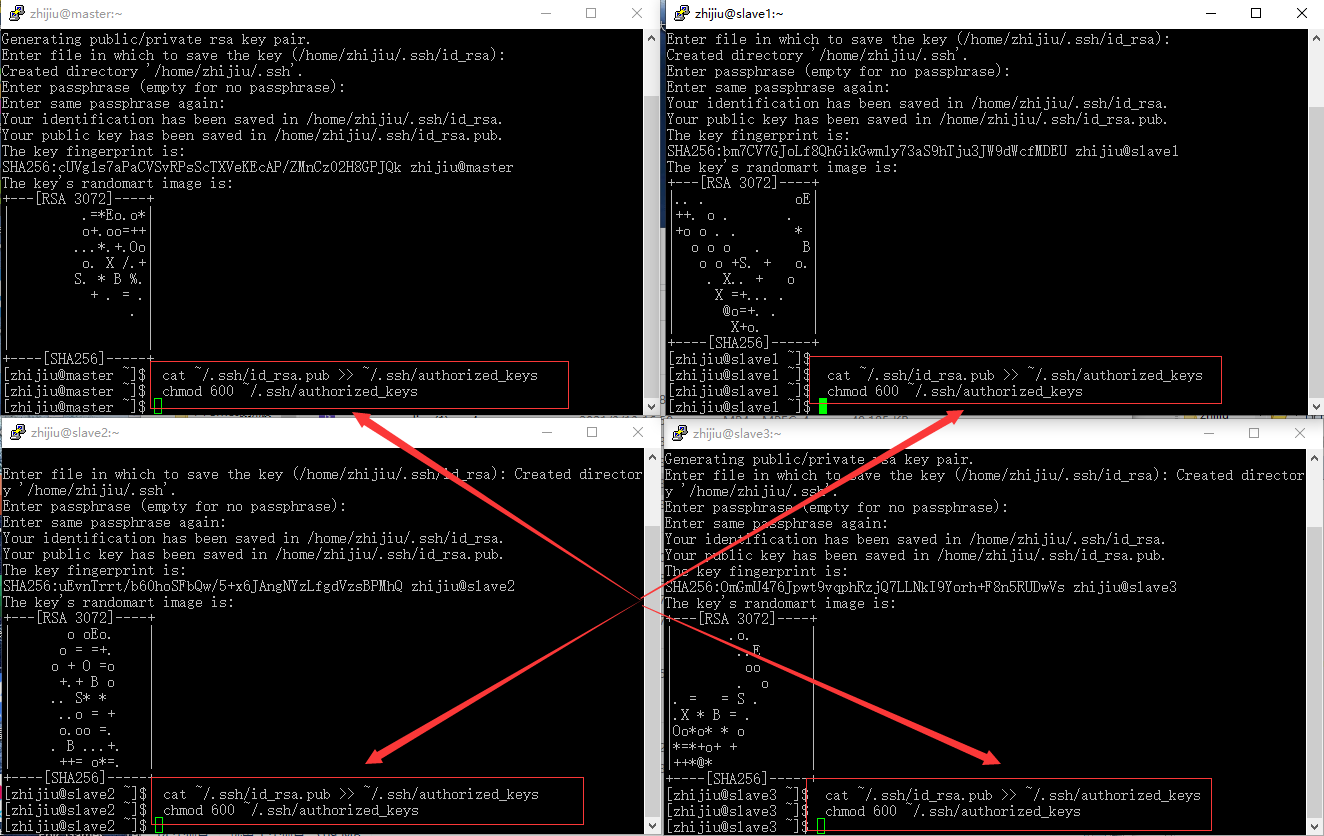 zhijiu@master:~
Generating public/private rsa key pair.
Enter file in which to save the key (/home/zhijiu/.ssh/id_rsa):
Created directory '/home/zhijiu/.ssh'.
Enter passphrase (empty for no passphrase):
Enter same passphrase again:
Your identification has been saved in /home/zhijiu/.ssh/id_rsa.
Your public key has been saved in /home/zhijiu/.ssh/id_rsa.pub.
The key fingerprint is:
SHA256:cUVg1s7aPaCVSvRPsScTXVeKEcAP/ZMnCz02H8GPJQk zhijiu@master
The key's randomart image is:
+---[RSA 3072]----+
|         .=*Eo.o*|
|         o+.oo=++|
|        ...*.+.Oo|
|         o. X /.+|
|        S. * B %.|
|          + . = .|
|               . |
|                 |
|                 |
+----[SHA256]-----+
[zhijiu@master ~]$  cat ~/.ssh/id_rsa.pub >> ~/.ssh/authorized_keys
[zhijiu@master ~]$  chmod 600 ~/.ssh/authorized_keys
[zhijiu@master ~]$
zhijiu@slave1:~
Enter file in which to save the key (/home/zhijiu/.ssh/id_rsa):
Created directory '/home/zhijiu/.ssh'.
Enter passphrase (empty for no passphrase):
Enter same passphrase again:
Your identification has been saved in /home/zhijiu/.ssh/id_rsa.
Your public key has been saved in /home/zhijiu/.ssh/id_rsa.pub.
The key fingerprint is:
SHA256:bm7CV7GJoLf8QhGikGwm1y73aS9hTju3JW9dWcfMDEU zhijiu@slave1
The key's randomart image is:
+---[RSA 3072]----+
|.. .           oE|
|++. o .       .  |
|+o o . .       * |
|  o o o   .     B|
|   o o +S. +   o.|
|    . X.. +   o  |
|     X =+... .   |
|      @o=+. .    |
|       X+o.      |
+----[SHA256]-----+
[zhijiu@slave1 ~]$
[zhijiu@slave1 ~]$  cat ~/.ssh/id_rsa.pub >> ~/.ssh/authorized_keys
[zhijiu@slave1 ~]$  chmod 600 ~/.ssh/authorized_keys
[zhijiu@slave1 ~]$
zhijiu@slave2:~
Enter file in which to save the key (/home/zhijiu/.ssh/id_rsa): Created director
y '/home/zhijiu/.ssh'.
Enter passphrase (empty for no passphrase):
Enter same passphrase again:
Your identification has been saved in /home/zhijiu/.ssh/id_rsa.
Your public key has been saved in /home/zhijiu/.ssh/id_rsa.pub.
The key fingerprint is:
SHA256:uEvnTrrt/b60hoSFbQw/5+x6JAngNYzLfgdVzsBPMhQ zhijiu@slave2
The key's randomart image is:
+---[RSA 3072]----+
|       o oEo.    |
|      o = =+.    |
|     o + O =o    |
|      +.+ B o    |
|     .. S* *     |
|      ..o = +    |
|      o.oo =.    |
|     . B ...+.   |
|      ++= o*=.   |
+----[SHA256]-----+
[zhijiu@slave2 ~]$  cat ~/.ssh/id_rsa.pub >> ~/.ssh/authorized_keys
[zhijiu@slave2 ~]$  chmod 600 ~/.ssh/authorized_keys
[zhijiu@slave2 ~]$
zhijiu@slave3:~
Generating public/private rsa key pair.
Enter file in which to save the key (/home/zhijiu/.ssh/id_rsa): Created director
y '/home/zhijiu/.ssh'.
Enter passphrase (empty for no passphrase):
Enter same passphrase again:
Your identification has been saved in /home/zhijiu/.ssh/id_rsa.
Your public key has been saved in /home/zhijiu/.ssh/id_rsa.pub.
The key fingerprint is:
SHA256:OmGmU476Jpwt9vqphRzjQ7LLNkI9Yorh+F8n5RUDwVs zhijiu@slave3
The key's randomart image is:
+---[RSA 3072]----+
|       .o.       |
|        ..E      |
|         oo      |
|        .  o     |
|. =   = S .      |
|.X * B = .       |
|Oo*o* * o        |
|*=*+o+ +         |
|++*@*            |
+----[SHA256]-----+
[zhijiu@slave3 ~]$  cat ~/.ssh/id_rsa.pub >> ~/.ssh/authorized_keys
[zhijiu@slave3 ~]$  chmod 600 ~/.ssh/authorized_keys
[zhijiu@slave3 ~]$